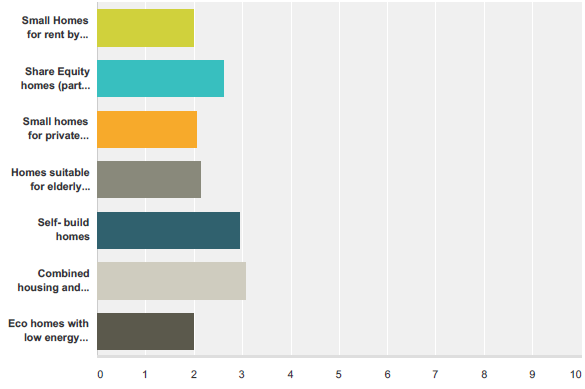 Small Homes
for rent by...
Share Equity
homes (part...
Small homes
for private...
Homes suitable
for elderly...
Self- build
homes
Combined
housing and...
Eco homes with
low energy...
0 1 2 3 4 5 6 7 8 9 10